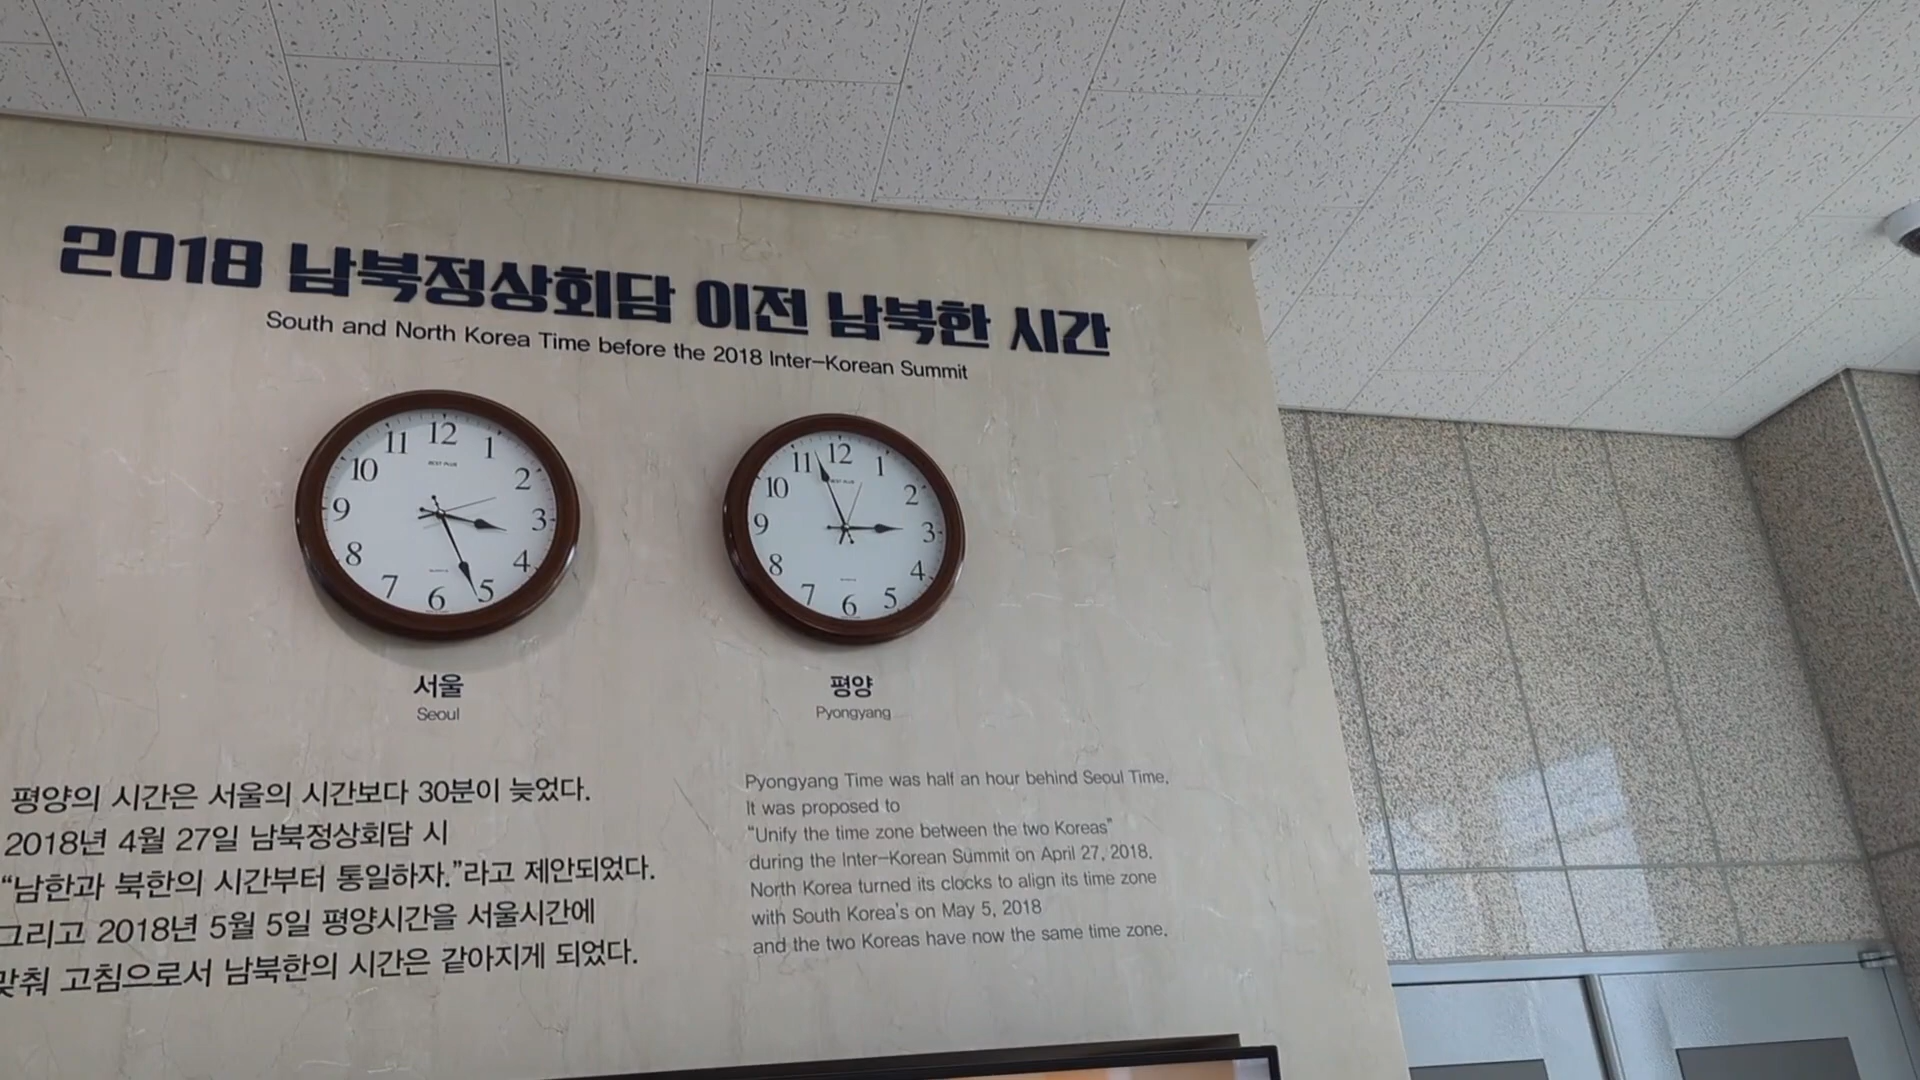 2018 남북정상회담 이전 남북한 시간
South and North Korea Time before the 2018 Inter-Korean Summit
12
1
2
3
4
5
6
7
8
9
10
11
BEST PLUS
12
1
2
3
4
5
6
7
8
9
10
11
BEST PLUS
서울
Seoul
평양
Pyongyang
평양의 시간은 서울의 시간보다 30분이 늦었다.
2018년 4월 27일 남북정상회담 시
“남한과 북한의 시간부터 통일하자.”라고 제안되었다.
그리고 2018년 5월 5일 평양시간을 서울시간에
맞춰 고침으로서 남북한의 시간은 같아지게 되었다.
Pyongyang Time was half an hour behind Seoul Time.
It was proposed to
“Unify the time zone between the two Koreas”
during the Inter-Korean Summit on April 27, 2018.
North Korea turned its clocks to align its time zone
with South Korea's on May 5, 2018
and the two Koreas have now the same time zone.